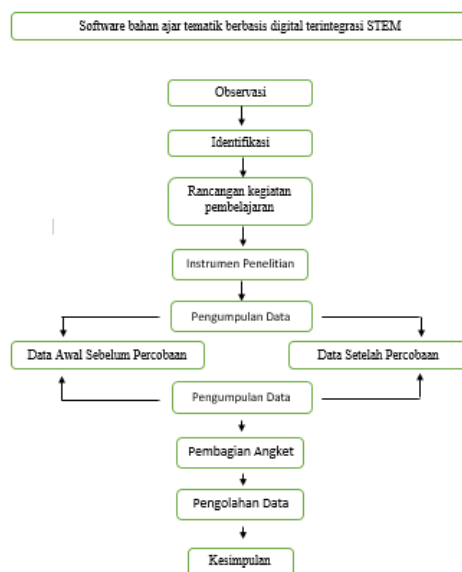 Software bahan ajar tematik berbasis digital terintegrasi STEM
Observasi
Identifikasi
Rancangan kegiatan
pembelajaran
Instrumen Penelitian
Pengumpulan Data
Data Awal Sebelum Percobaan
Data Setelah Percobaan
Pengumpulan Data
Pembagian Angket
Pengolahan Data
Kesimpulan